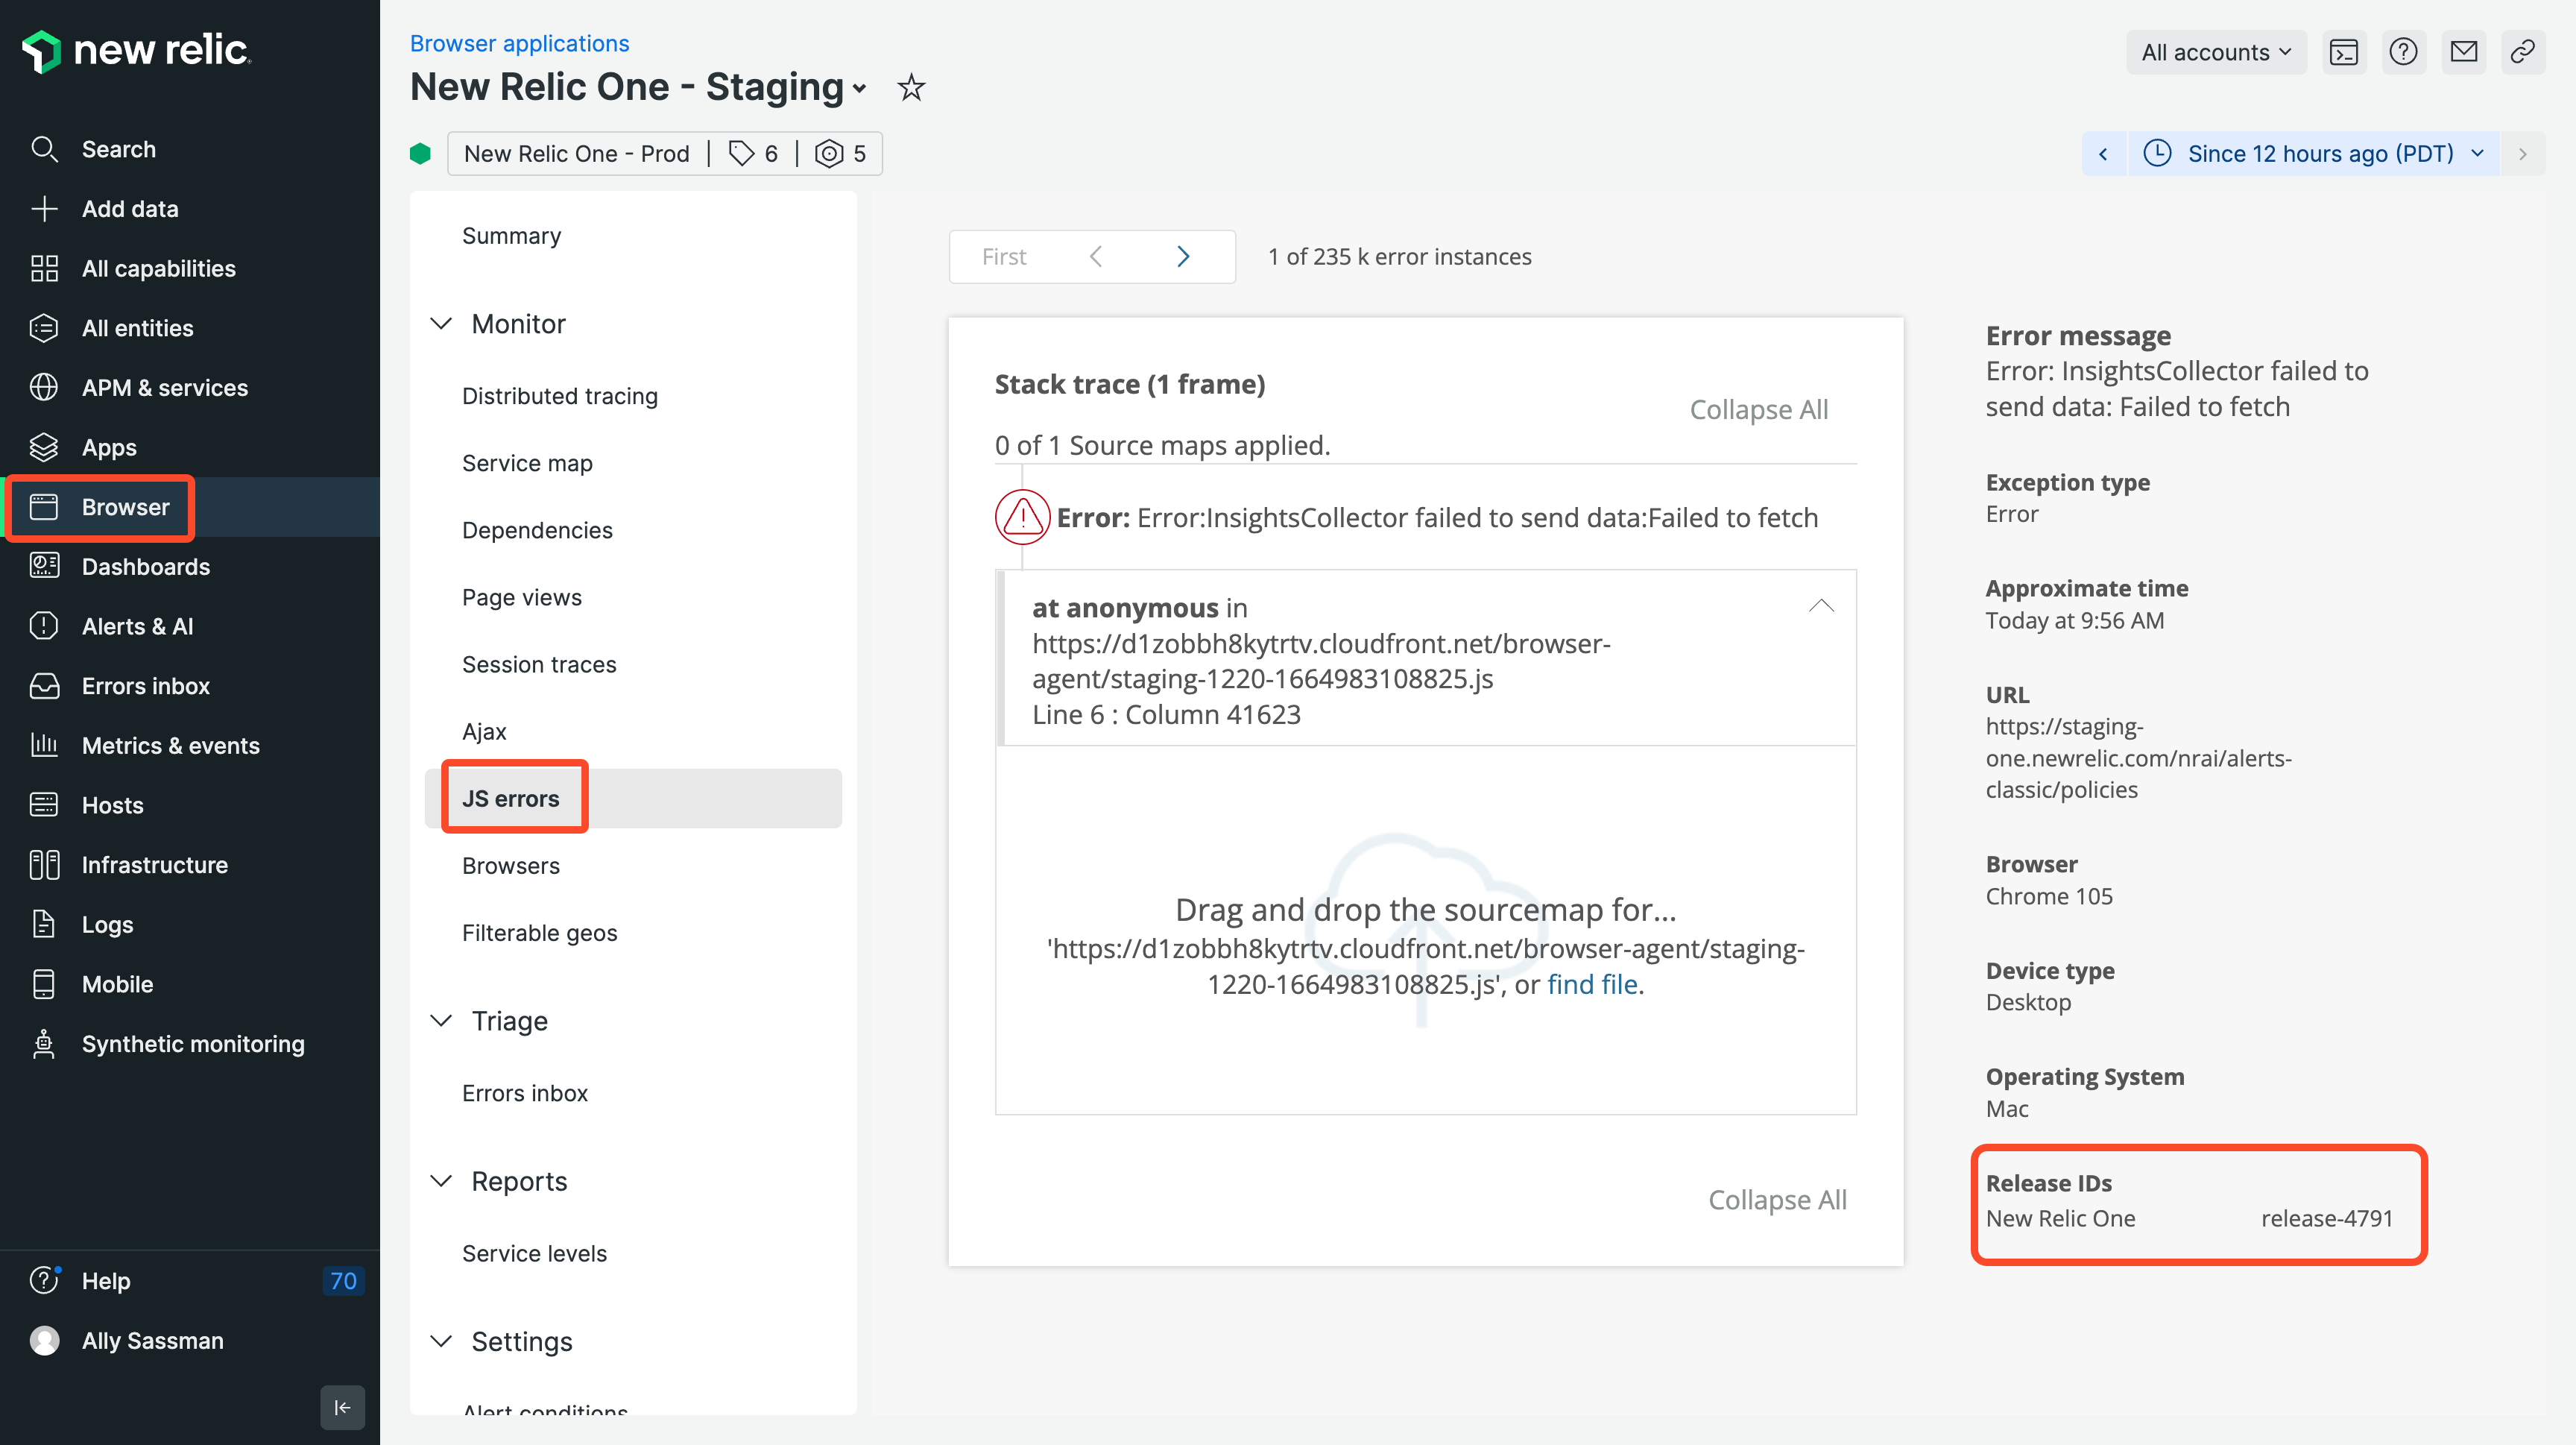 new relic.
Search
Add data
All capabilities
All entities
APM & services
Apps
Browser
Dashboards
Alerts & AI
Errors inbox
Metrics & events
Hosts
Infrastructure
Logs
Mobile
Synthetic monitoring
Help 70
Ally Sassman
Browser applications
New Relic One - Staging
All accounts
New Relic One - Prod | 6 | 5
Since 12 hours ago (PDT)
Summary
Monitor
Distributed tracing
Service map
Dependencies
Page views
Session traces
Ajax
JS errors
Browsers
Filterable geos
Triage
Errors inbox
Reports
Service levels
Settings
Alert conditions
First
1 of 235 k error instances
Stack trace (1 frame)
Collapse All
0 of 1 Source maps applied.
Error: Error:InsightsCollector failed to send data:Failed to fetch
at anonymous in
https://d1zobbh8kytrtv.cloudfront.net/browser-
agent/staging-1220-1664983108825.js
Line 6 : Column 41623
Drag and drop the sourcemap for...
'https://d1zobbh8kytrtv.cloudfront.net/browser-agent/staging-
1220-1664983108825.js', or find file.
Collapse All
Error message
Error: InsightsCollector failed to
send data: Failed to fetch
Exception type
Error
Approximate time
Today at 9:56 AM
URL
https://staging-
one.newrelic.com/nrai/alerts-
classic/policies
Browser
Chrome 105
Device type
Desktop
Operating System
Mac
Release IDs
New Relic One release-4791